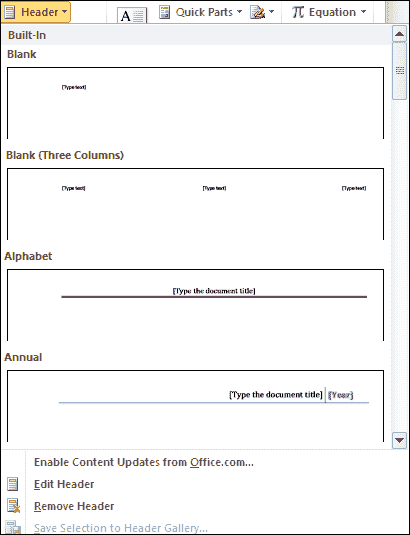 Header Quick Parts Equation
Built-In
Blank
[Type text]
Blank (Three Columns)
[Type text] [Type text] [Type text]
Alphabet
[Type the document title]
Annual
[Type the document title] [Year]
Enable Content Updates from Office.com...
Edit Header
Remove Header
Save Selection to Header Gallery...